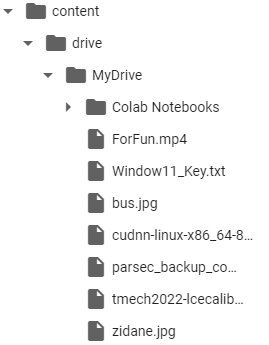 content
drive
MyDrive
Colab Notebooks
ForFun.mp4
Window11_Key.txt
bus.jpg
cudnn-linux-x86_64-8...
parsec_backup_co...
tmech2022-lcecalib...
zidane.jpg